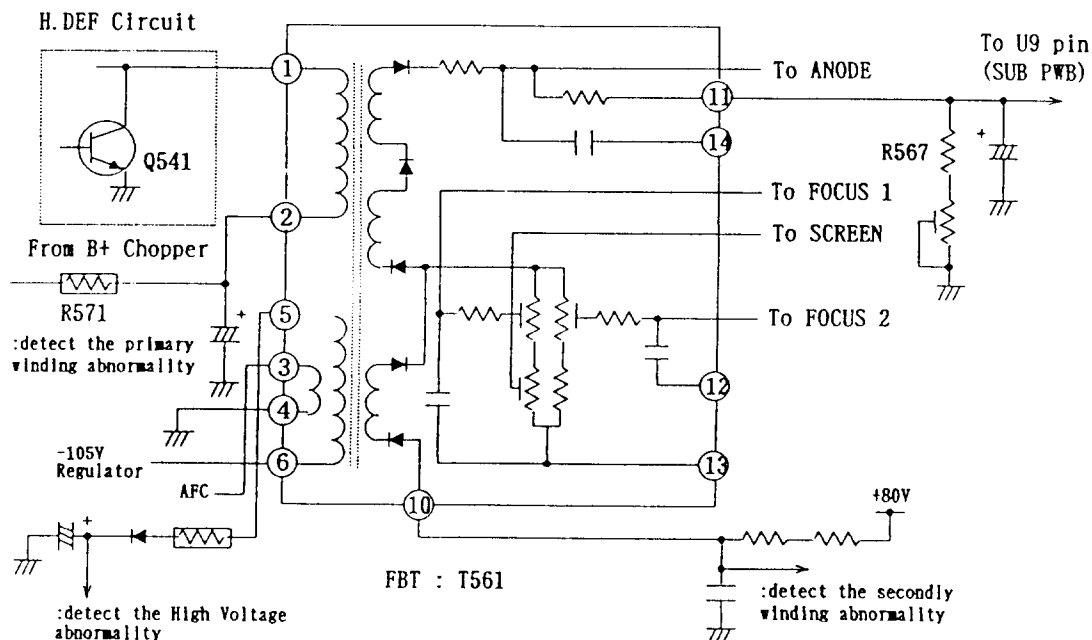 H.DEF Circuit
1
Q541
2
From B+ Chopper
R571
:detect the primary
winding abnormality
5
3
4
-105V
Regulator
6
AFC
:detect the High Voltage
abnormality
To ANODE
11
14
To U9 pin
(SUB PWB)
R567
To FOCUS 1
To SCREEN
To FOCUS 2
12
13
10
FBT : T561
+80V
:detect the secondly
winding abnormality
+
+
+